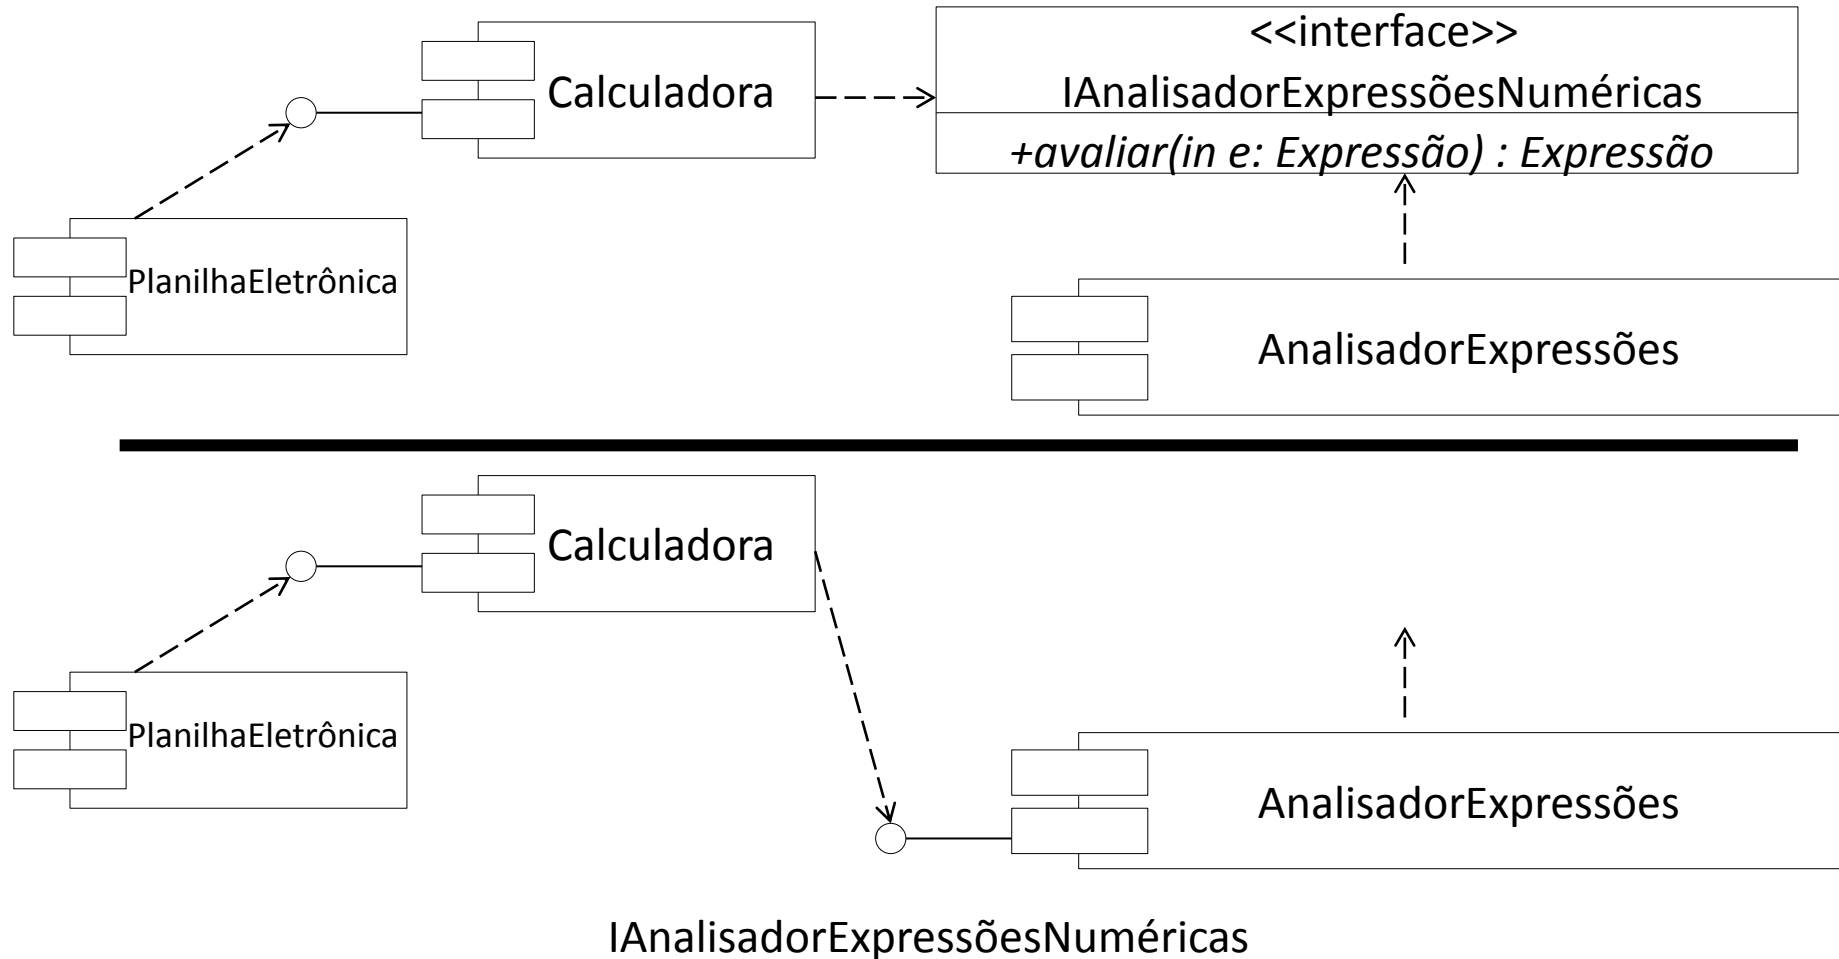 <<interface>>
IAnalisadorExpressõesNuméricas
Calculadora
+avaliar(in e: Expressão) : Expressão
PlanilhaEletrônica
AnalisadorExpressões
Calculadora
PlanilhaEletrônica
AnalisadorExpressões
IAnalisadorExpressõesNuméricas